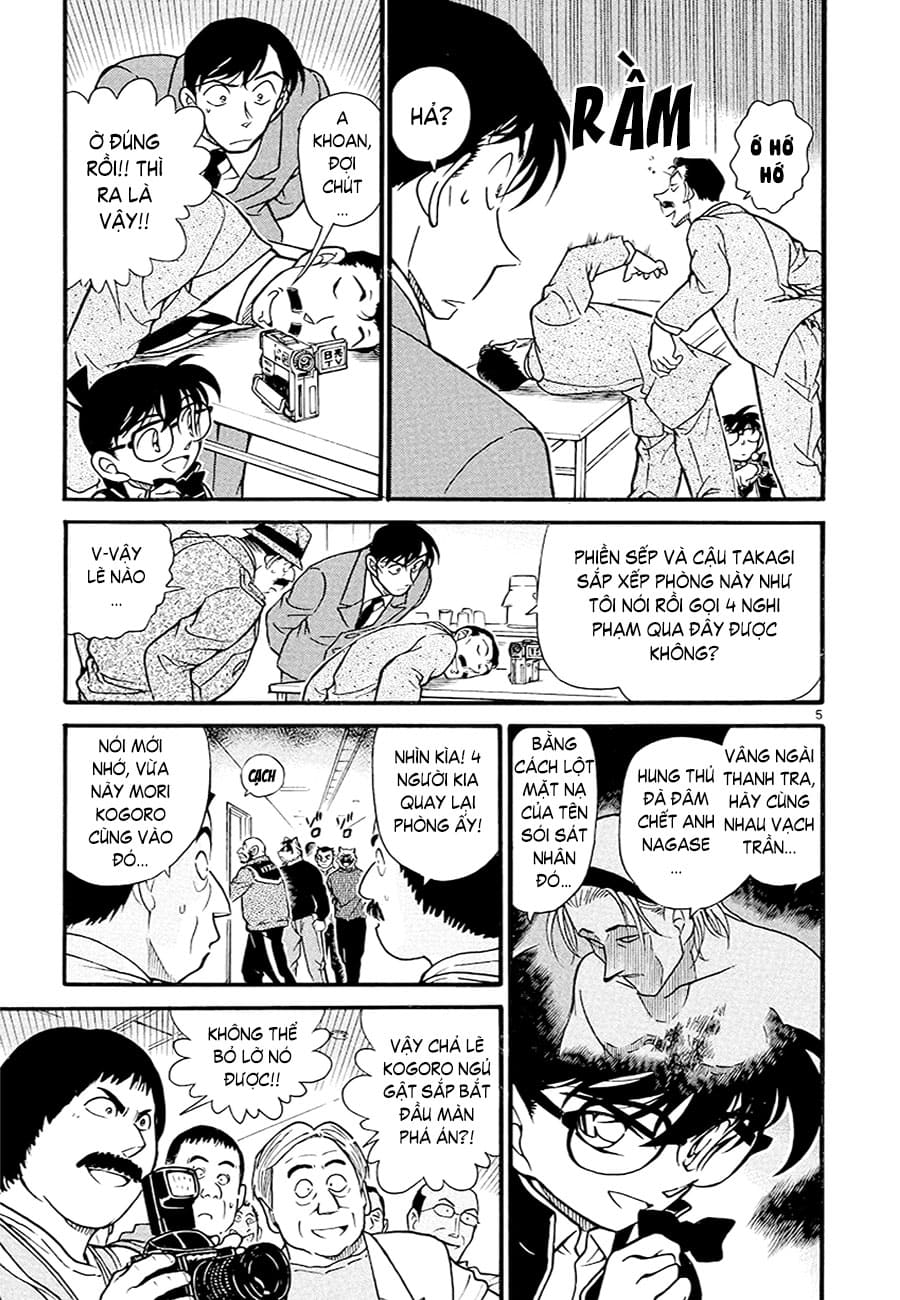 Ớ HỚ
HỚ
RẦM
HẢ?
A
KHOAN,
ĐỢI
CHÚT
...
Ờ ĐÚNG
RỒI!! THÌ
RA LÀ
VẬY!!
日売
TV
PHIỀN SẾP VÀ CẬU TAKAGI
SẮP XẾP PHÒNG NÀY NHƯ
TÔI NÓI RỒI GỌI 4 NGHI
PHẠM QUA ĐÂY ĐƯỢC
KHÔNG?
V-VẬY
LẼ NÀO
...
5
VÂNG NGÀI
THANH TRA,
HÃY CÙNG
NHAU VẠCH
TRẦN...
HUNG THỦ
ĐÃ ĐÂM
CHẾT ANH
NAGASE
...
BẰNG
CÁCH LỘT
MẶT NẠ
CỦA TÊN
SÓI SÁT
NHÂN
ĐÓ...
NHÌN KÌA! 4
NGƯỜI KIA
QUAY LẠI
PHÒNG ẤY!
CẠCH
NÓI MỚI
NHỚ, VỪA
NÃY MORI
KOGORO
CŨNG VÀO
ĐÓ...
VẬY CHẢ LẼ
KOGORO NGỦ
GẬT SẮP BẮT
ĐẦU MÀN
PHÁ ÁN?!
KHÔNG THỂ
BỎ LỠ NÓ
ĐƯỢC!!